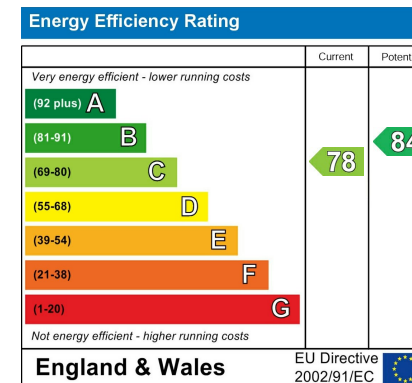 Energy Efficiency Rating
Current Potent
Very energy efficient - lower running costs
(92 plus) A
(81-91) B
84
(69-80) C
78
(55-68) D
(39-54) E
(21-38) F
(1-20) G
Not energy efficient - higher running costs
England & Wales
EU Directive
2002/91/EC